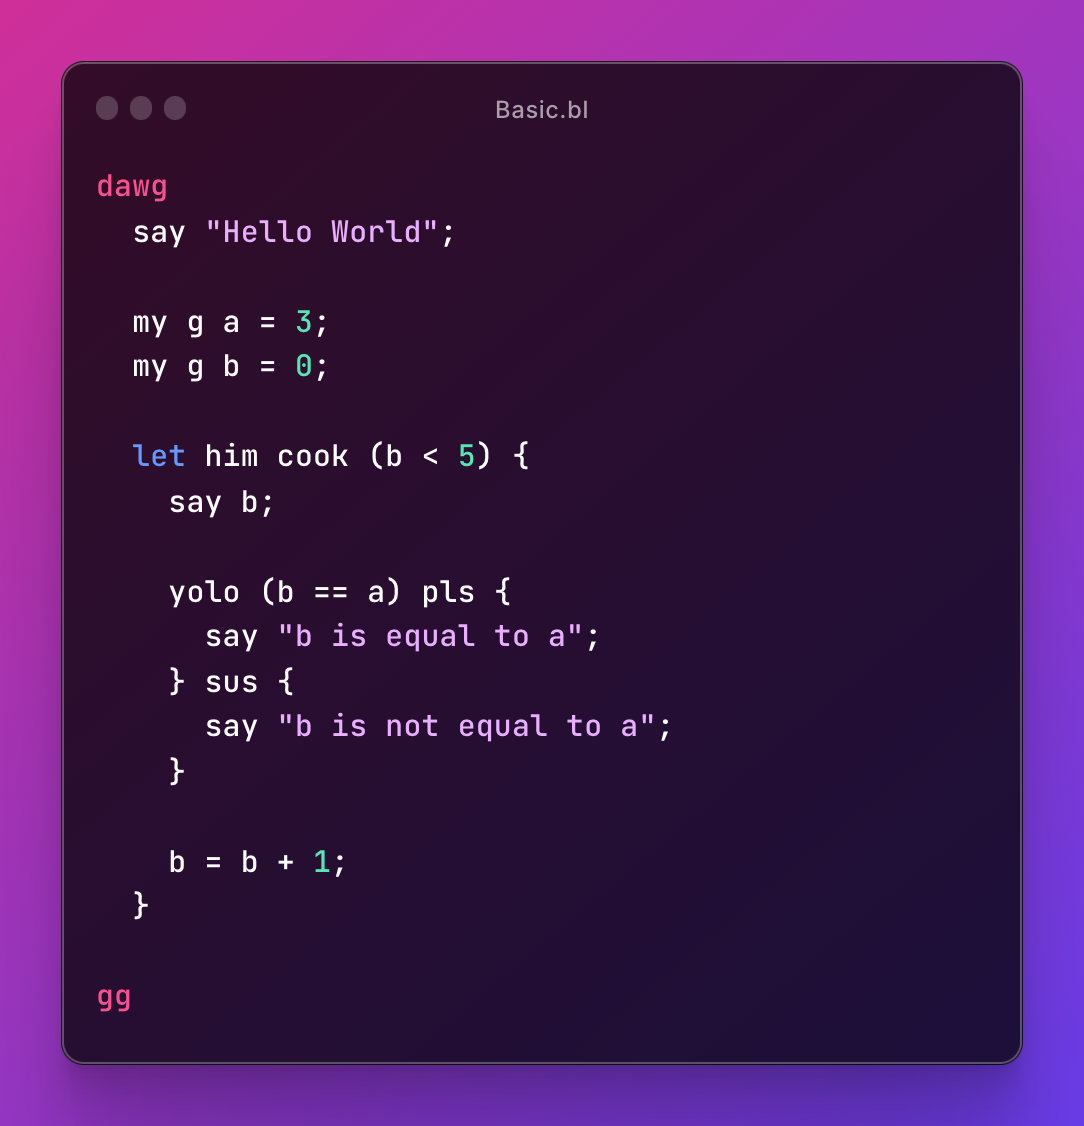 Basic.bl
dawg
  say "Hello World";
  my g a = 3;
  my g b = 0;
  let him cook (b < 5) {
    say b;
    yolo (b == a) pls {
      say "b is equal to a";
    } sus {
      say "b is not equal to a";
    }
    b = b + 1;
  }
gg